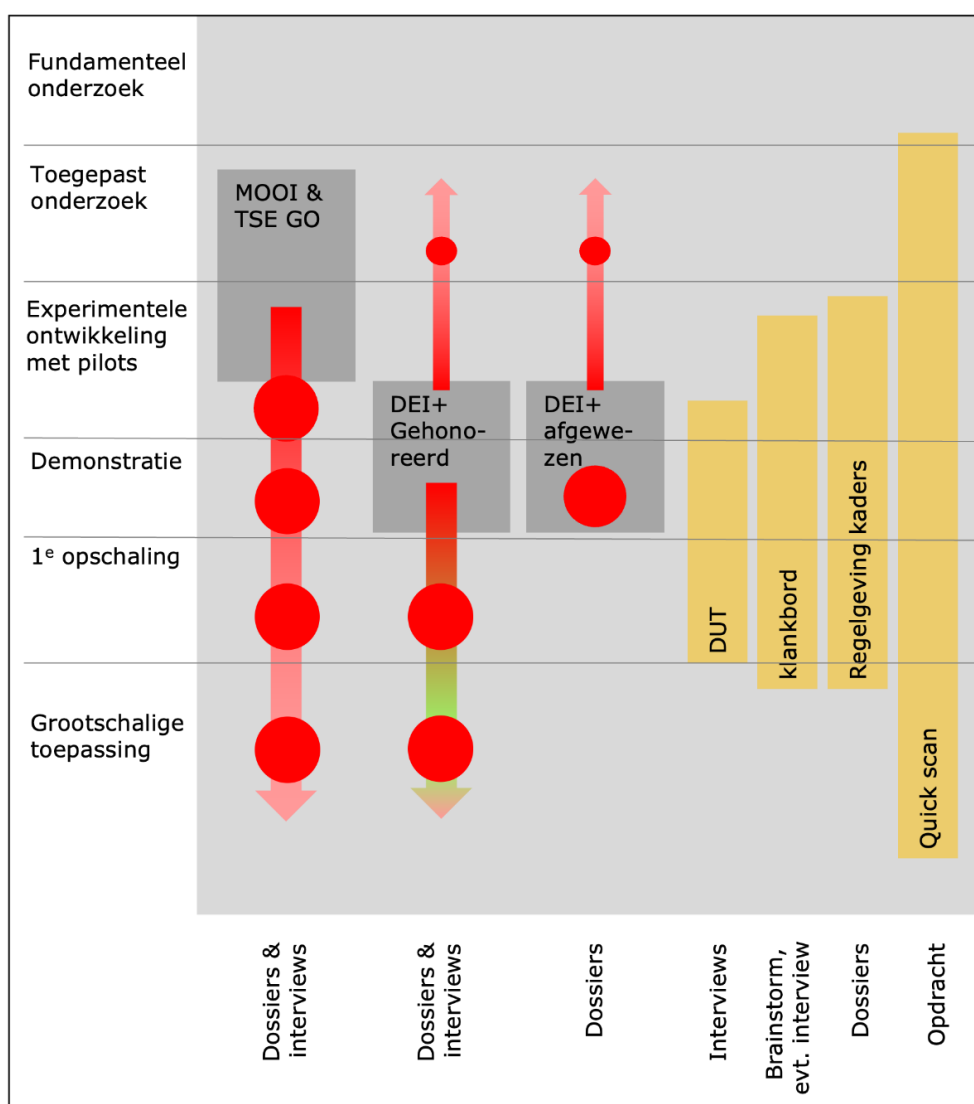 Fundamenteel
onderzoek
Toegepast
onderzoek
MOOI &
TSE GO
Experimentele
ontwikkeling
met pilots
DEI+
Gehono-
reerd
DEI+
afgewe-
zen
Demonstratie
1e opschaling
Grootschalige
toepassing
DUT
klankbord
Regelgeving kaders
Quick scan
Dossiers &
interviews
Dossiers &
interviews
Dossiers
Interviews
Brainstorm,
evt. interview
Dossiers
Opdracht